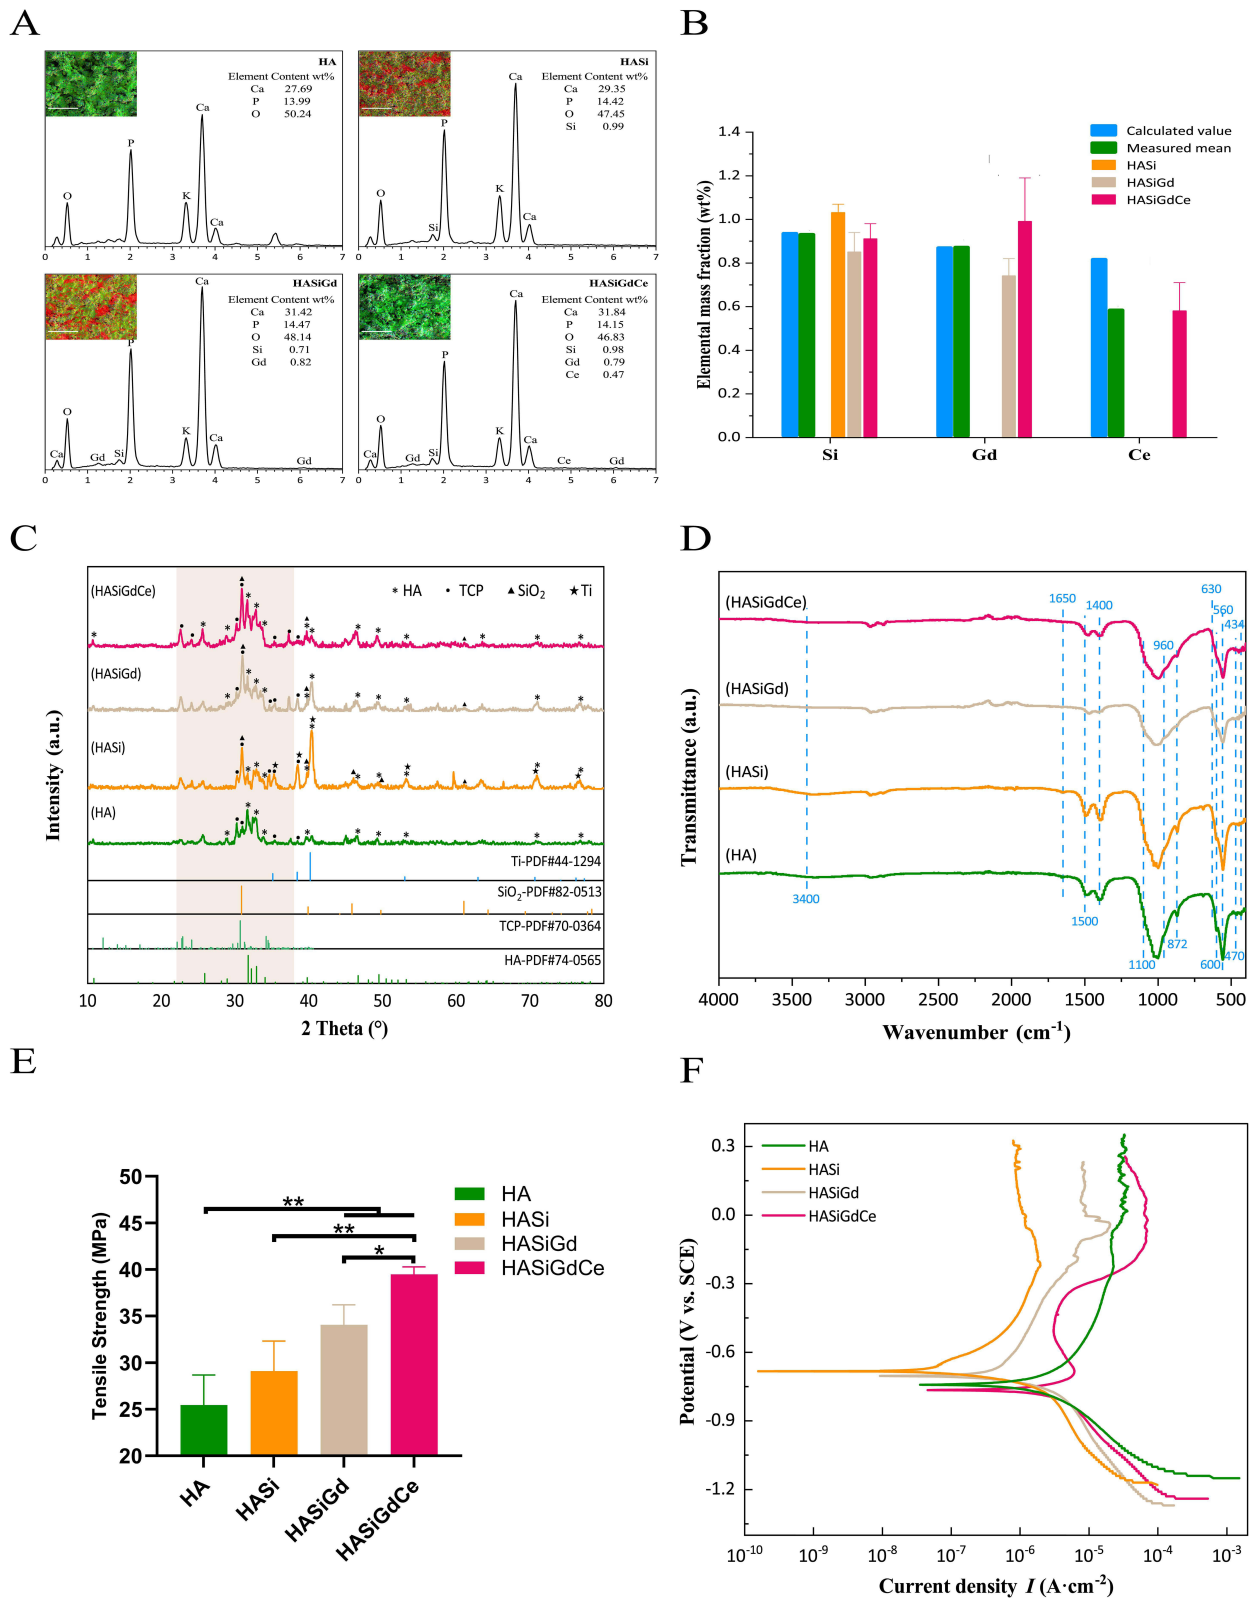 A
HA
Element Content wt%
Ca 27.69
P 13.99
O 50.24
O
P
K
Ca
Ca
0 1 2 3 4 5 6 7
HASi
Element Content wt%
Ca 29.35
P 14.42
O 47.45
Si 0.99
O
Si
P
K
Ca
Ca
0 1 2 3 4 5 6 7
HASiGd
Element Content wt%
Ca 31.42
P 14.47
O 48.14
Si 0.71
Gd 0.82
Ca
O
Gd
Si
P
K
Ca
Ca
Gd
0 1 2 3 4 5 6 7
HASiGdCe
Element Content wt%
Ca 31.84
P 14.15
O 46.83
Si 0.98
Gd 0.79
Ce 0.47
Ca
O
Gd
Si
P
K
Ca
Ca
Ce
Gd
0 1 2 3 4 5 6 7
B
Calculated value
Measured mean
HASi
HASiGd
HASiGdCe
Elemental mass fraction (wt%)
1.4
1.2
1.0
0.8
0.6
0.4
0.2
0.0
Si Gd Ce
C
(HASiGdCe)
* HA • TCP ▲ SiO₂ ★ Ti
(HASiGd)
(HASi)
(HA)
Ti-PDF#44-1294
SiO₂-PDF#82-0513
TCP-PDF#70-0364
HA-PDF#74-0565
Intensity (a.u.)
10 20 30 40 50 60 70 80
2 Theta (°)
D
(HASiGdCe)
(HASiGd)
(HASi)
(HA)
1650 1400 960 630 560 434
3400 1500 1100 872 600 470
Transmittance (a.u.)
4000 3500 3000 2500 2000 1500 1000 500
Wavenumber (cm⁻¹)
E
Tensile Strength (MPa)
50
45
40
35
30
25
20
**
**
*
HA
HASi
HASiGd
HASiGdCe
HA HASi HASiGd HASiGdCe
F
HA
HASi
HASiGd
HASiGdCe
Potential (V vs. SCE)
0.3
0.0
-0.3
-0.6
-0.9
-1.2
10⁻¹⁰ 10⁻⁹ 10⁻⁸ 10⁻⁷ 10⁻⁶ 10⁻⁵ 10⁻⁴ 10⁻³
Current density I (A·cm⁻²)